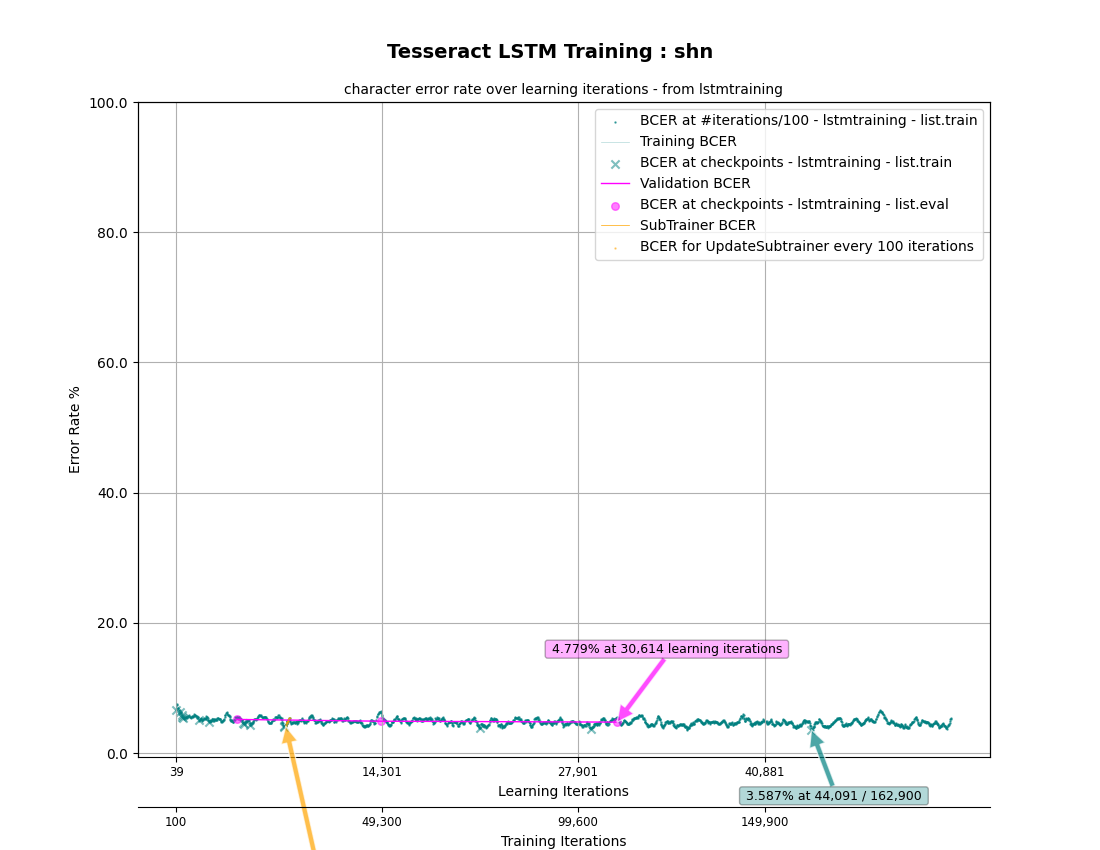 Tesseract LSTM Training : shn
character error rate over learning iterations - from lstmtraining
100.0
BCER at #iterations/100 - lstmtraining - list.train
Training BCER
BCER at checkpoints - lstmtraining - list.train
Validation BCER
BCER at checkpoints - lstmtraining - list.eval
SubTrainer BCER
BCER for UpdateSubtrainer every 100 iterations
80.0
60.0
Error Rate %
40.0
20.0
4.779% at 30,614 learning iterations
0.0
39 14,301 27,901 40,881
Learning Iterations
3.587% at 44,091 / 162,900
100 49,300 99,600 149,900
Training Iterations